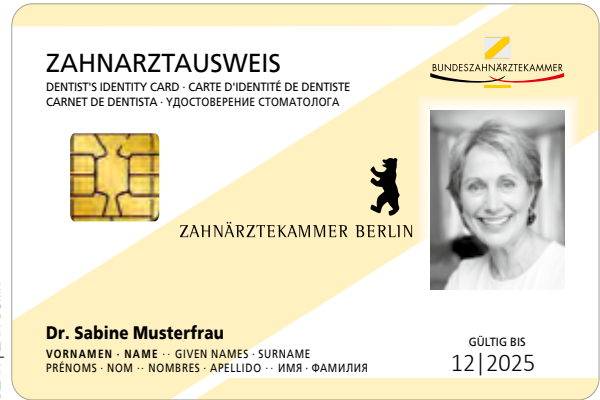 ZAHNARZTAUSWEIS
DENTIST'S IDENTITY CARD · CARTE D'IDENTITÉ DE DENTISTE
CARNET DE DENTISTA · УДОСТОВЕРЕНИЕ СТОМАТОЛОГА
BUNDESZAHNÄRZTEKAMMER
ZAHNÄRZTEKAMMER BERLIN
Dr. Sabine Musterfrau
VORNAMEN · NAME ·· GIVEN NAMES · SURNAME
PRÉNOMS · NOM ·· NOMBRES · APELLIDO ·· ИМЯ · ФАМИЛИЯ
GÜLTIG BIS
12|2025